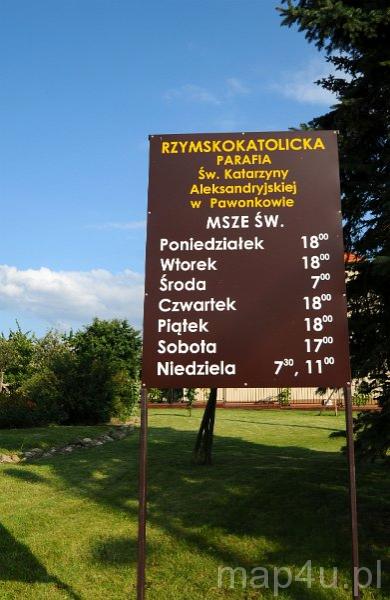 RZYMSKOKATOLICKA
PARAFIA
Św. Katarzyny
Aleksandryjskiej
w Pawonkowie
MSZE ŚW.
Poniedziałek 18⁰⁰
Wtorek 18⁰⁰
Środa 7⁰⁰
Czwartek 18⁰⁰
Piątek 18⁰⁰
Sobota 17⁰⁰
Niedziela 7³⁰, 11⁰⁰
map4u.pl